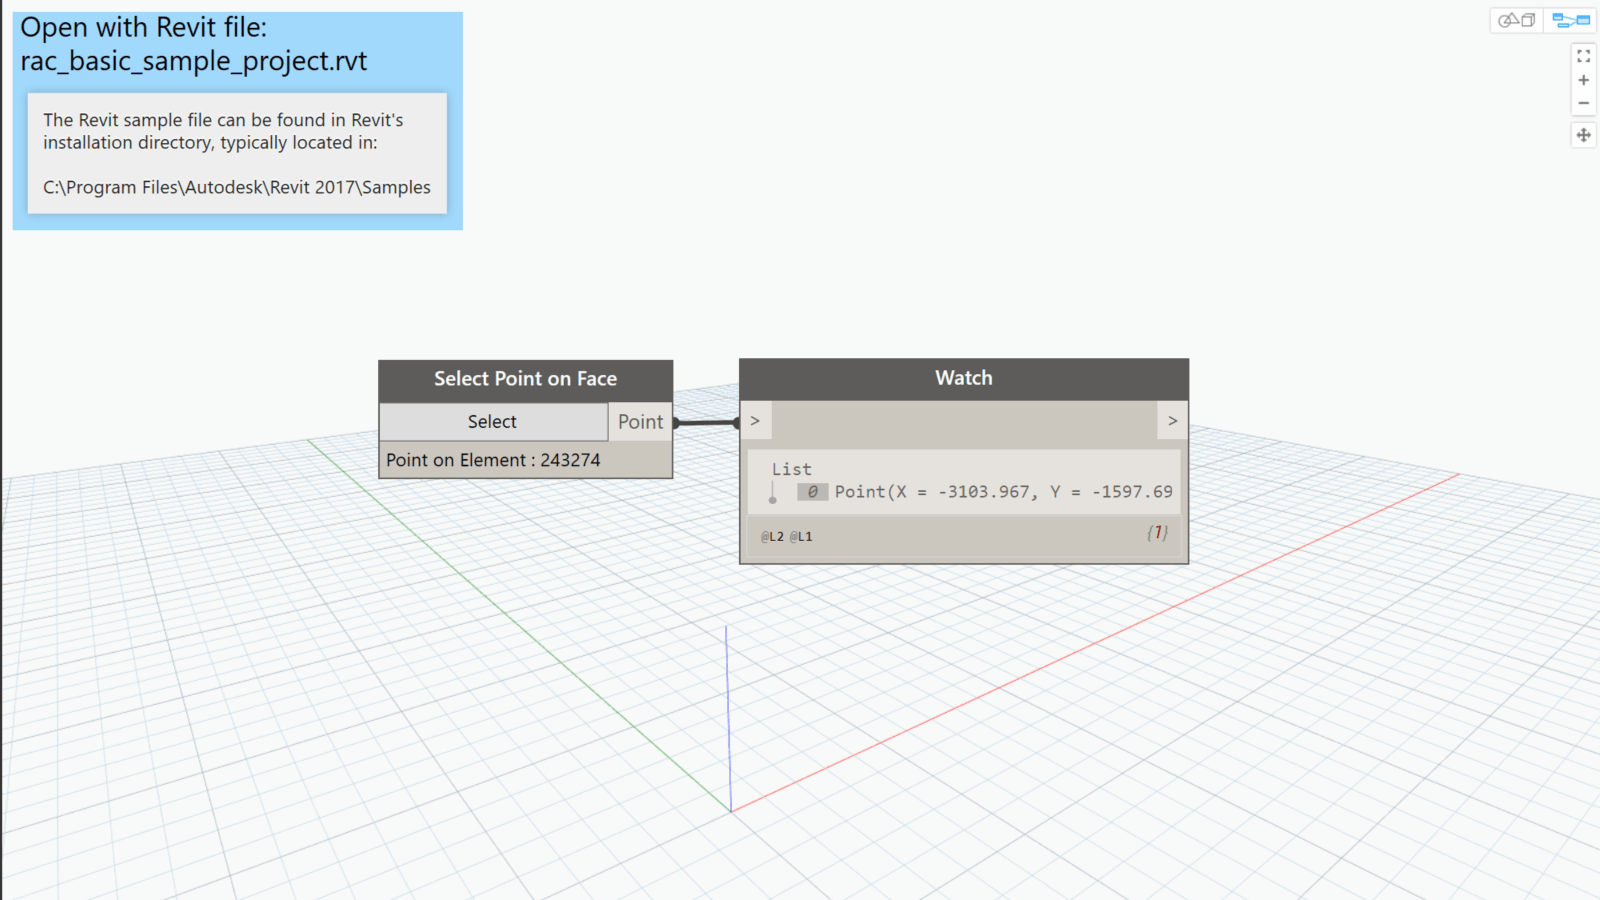 Open with Revit file:
rac_basic_sample_project.rvt
The Revit sample file can be found in Revit's
installation directory, typically located in:
C:\Program Files\Autodesk\Revit 2017\Samples
Select Point on Face
Select
Point
Point on Element : 243274
Watch
>
>
List
0 Point(X = -3103.967, Y = -1597.69
@L2 @L1
{1}